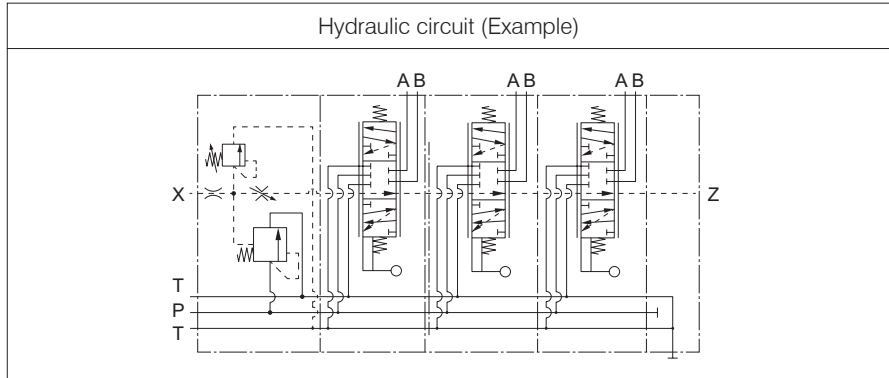 Hydraulic circuit (Example)
A B A B A B
X Z
T
P
T